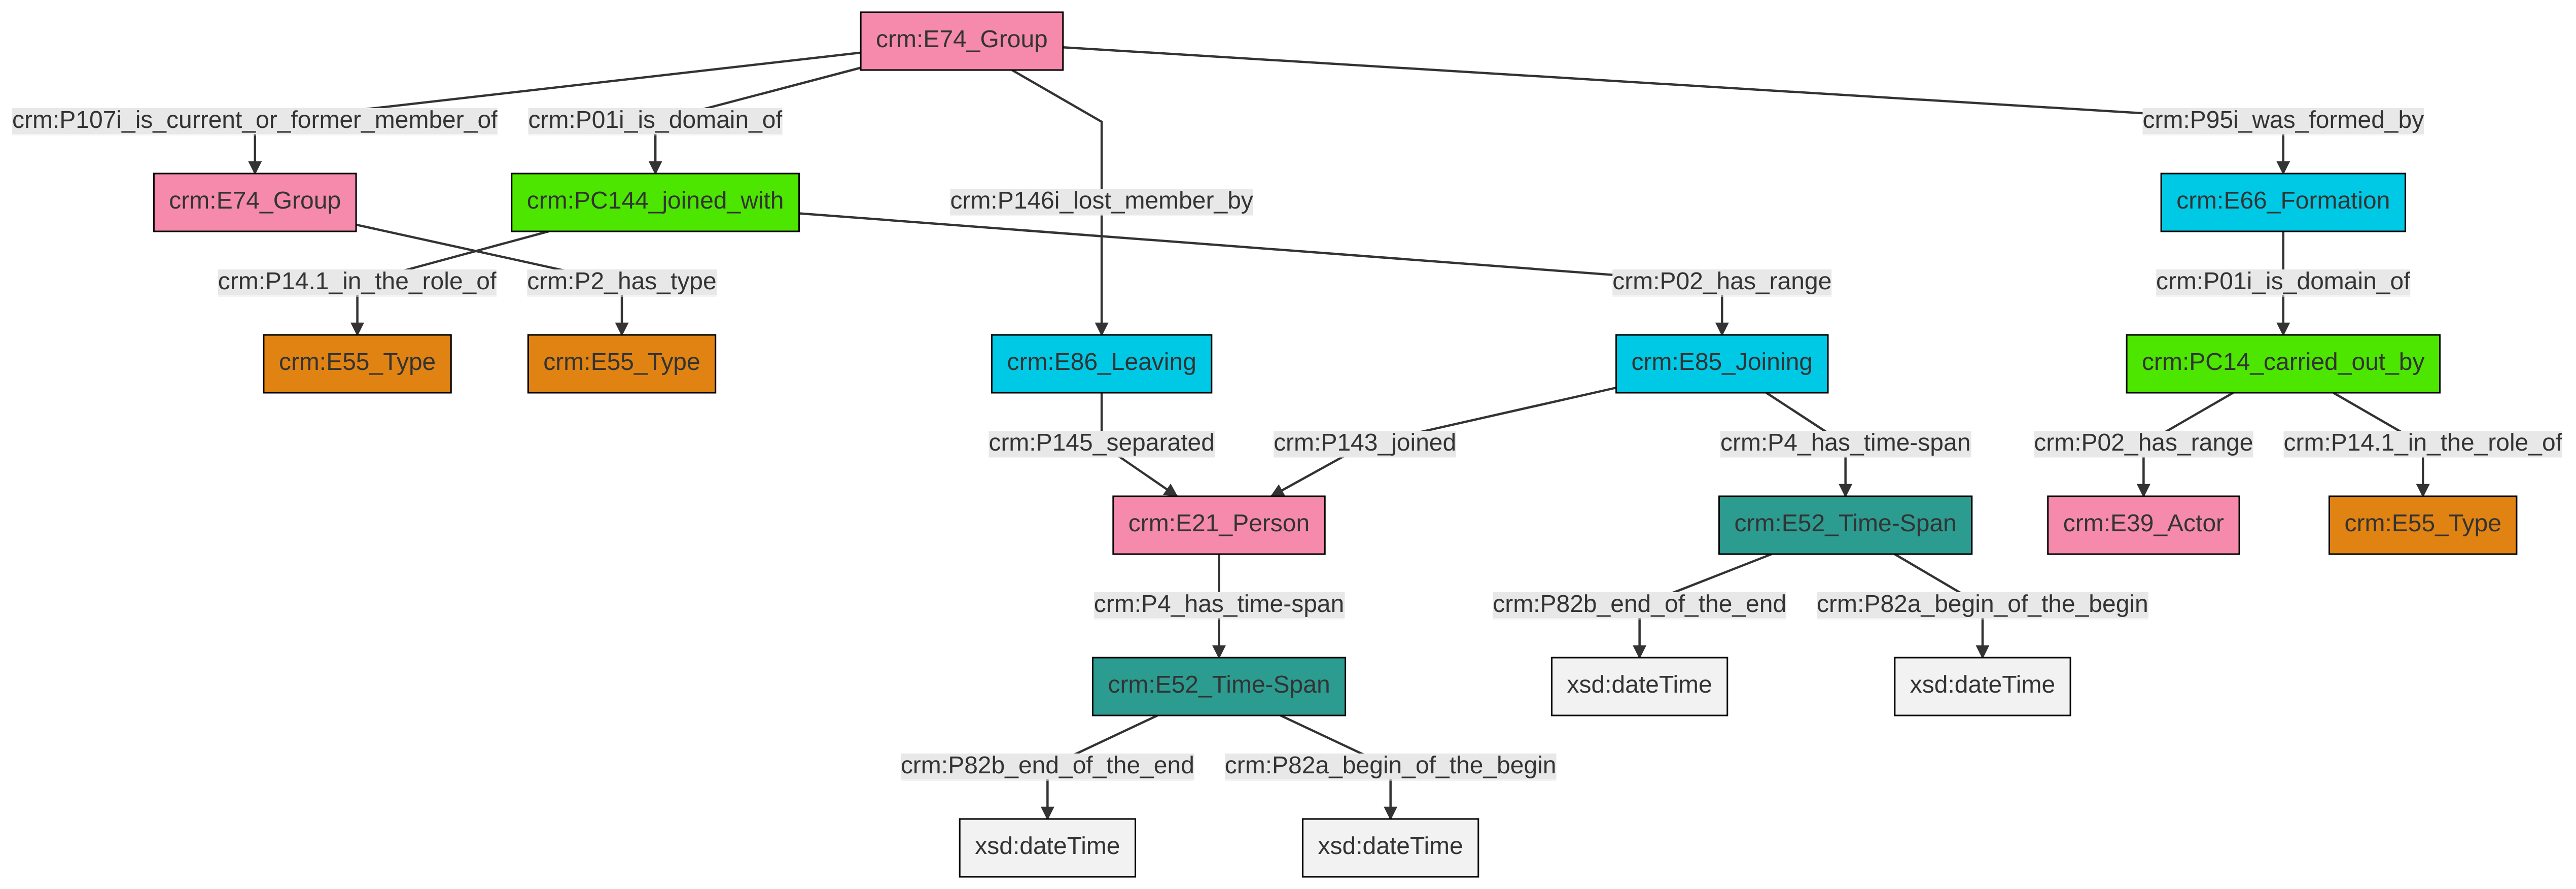 crm:E74_Group
crm:P107i_is_current_or_former_member_of
crm:P01i_is_domain_of
crm:P95i_was_formed_by
crm:E74_Group
crm:PC144_joined_with
crm:P146i_lost_member_by
crm:E66_Formation
crm:P14.1_in_the_role_of
crm:P2_has_type
crm:P02_has_range
crm:P01i_is_domain_of
crm:E55_Type
crm:E55_Type
crm:E86_Leaving
crm:E85_Joining
crm:PC14_carried_out_by
crm:P145_separated
crm:P143_joined
crm:P4_has_time-span
crm:P02_has_range
crm:P14.1_in_the_role_of
crm:E21_Person
crm:E52_Time-Span
crm:E39_Actor
crm:E55_Type
crm:P4_has_time-span
crm:P82b_end_of_the_end
crm:P82a_begin_of_the_begin
crm:E52_Time-Span
xsd:dateTime
xsd:dateTime
crm:P82b_end_of_the_end
crm:P82a_begin_of_the_begin
xsd:dateTime
xsd:dateTime